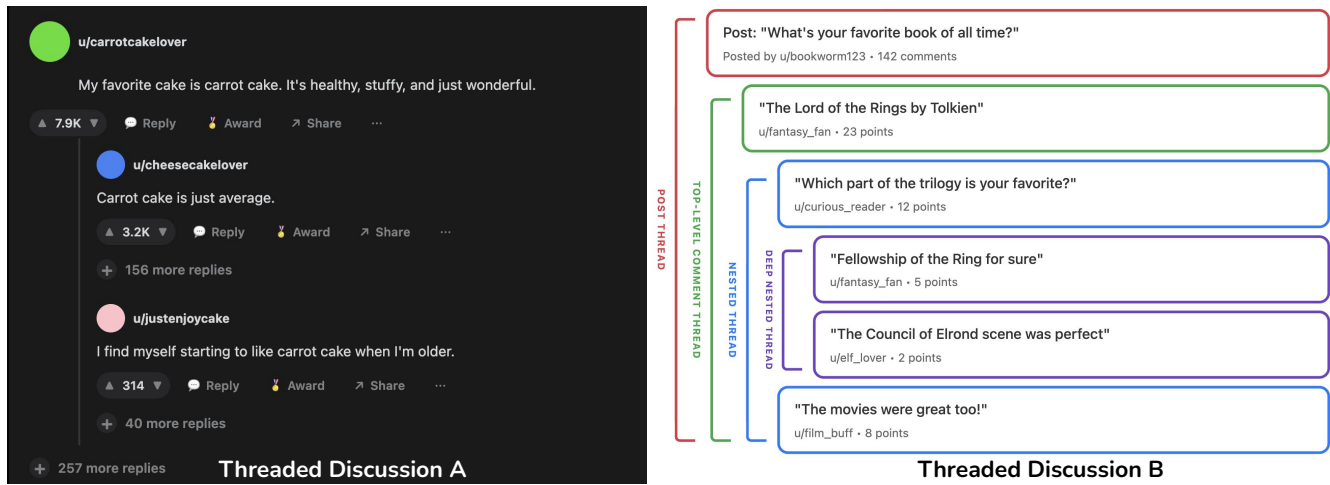 u/carrotcakelover
My favorite cake is carrot cake. It's healthy, stuffy, and just wonderful.
7.9K Reply Award Share ...
u/cheesecakelover
Carrot cake is just average.
3.2K Reply Award Share ...
+ 156 more replies
u/justenjoycake
I find myself starting to like carrot cake when I'm older.
314 Reply Award Share ...
+ 40 more replies
+ 257 more replies
Threaded Discussion A
POST THREAD
TOP-LEVEL COMMENT THREAD
NESTED THREAD
DEEP NESTED THREAD
Post: "What's your favorite book of all time?"
Posted by u/bookworm123 • 142 comments
"The Lord of the Rings by Tolkien"
u/fantasy_fan • 23 points
"Which part of the trilogy is your favorite?"
u/curious_reader • 12 points
"Fellowship of the Ring for sure"
u/fantasy_fan • 5 points
"The Council of Elrond scene was perfect"
u/elf_lover • 2 points
"The movies were great too!"
u/film_buff • 8 points
Threaded Discussion B